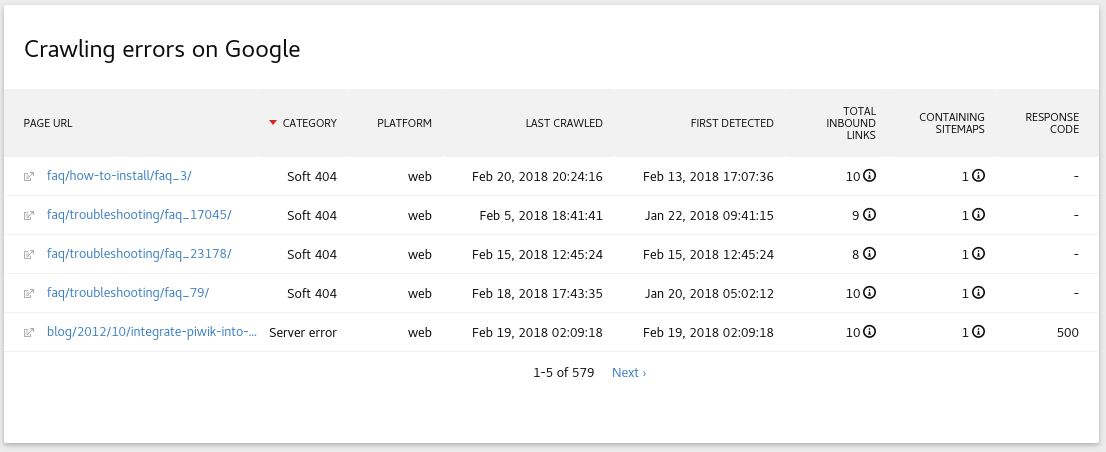 Crawling errors on Google
PAGE URL CATEGORY PLATFORM LAST CRAWLED FIRST DETECTED TOTAL INBOUND LINKS CONTAINING SITEMAPS RESPONSE CODE
faq/how-to-install/faq_3/ Soft 404 web Feb 20, 2018 20:24:16 Feb 13, 2018 17:07:36 10 1 -
faq/troubleshooting/faq_17045/ Soft 404 web Feb 5, 2018 18:41:41 Jan 22, 2018 09:41:15 9 1 -
faq/troubleshooting/faq_23178/ Soft 404 web Feb 15, 2018 12:45:24 Feb 15, 2018 12:45:24 8 1 -
faq/troubleshooting/faq_79/ Soft 404 web Feb 18, 2018 17:43:35 Jan 20, 2018 05:02:12 10 1 -
blog/2012/10/integrate-piwik-into-... Server error web Feb 19, 2018 02:09:18 Feb 19, 2018 02:09:18 10 1 500
1-5 of 579 Next ›